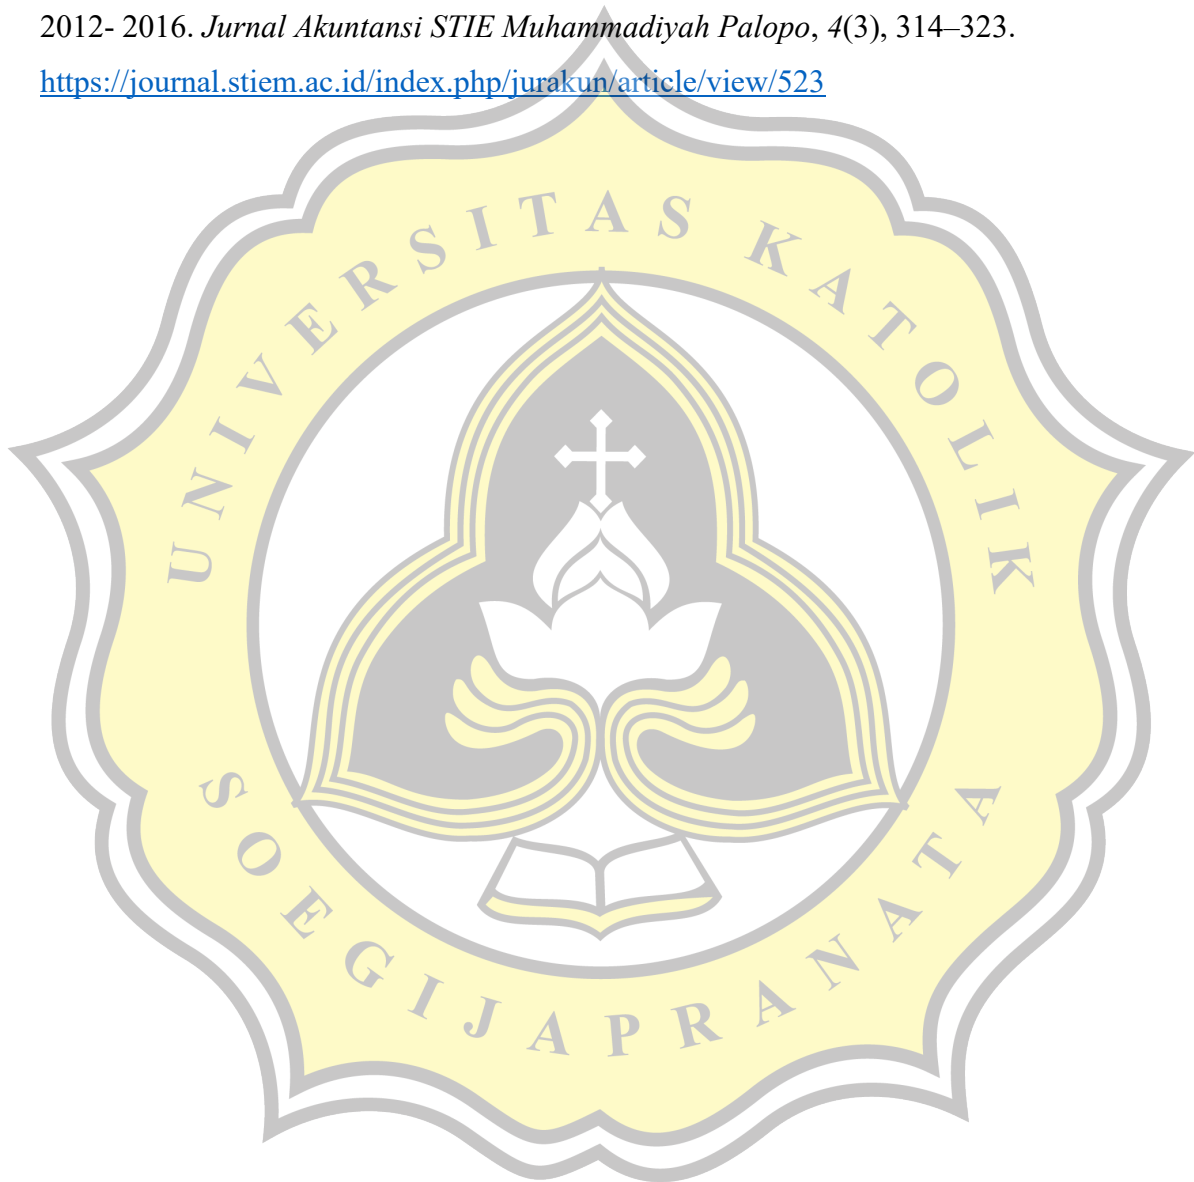 2012- 2016. Jurnal Akuntansi STIE Muhammadiyah Palopo, 4(3), 314–323.
https://journal.stiem.ac.id/index.php/jurakun/article/view/523
UNIVERSITAS KATOLIK
SOEGIJAPRANATA